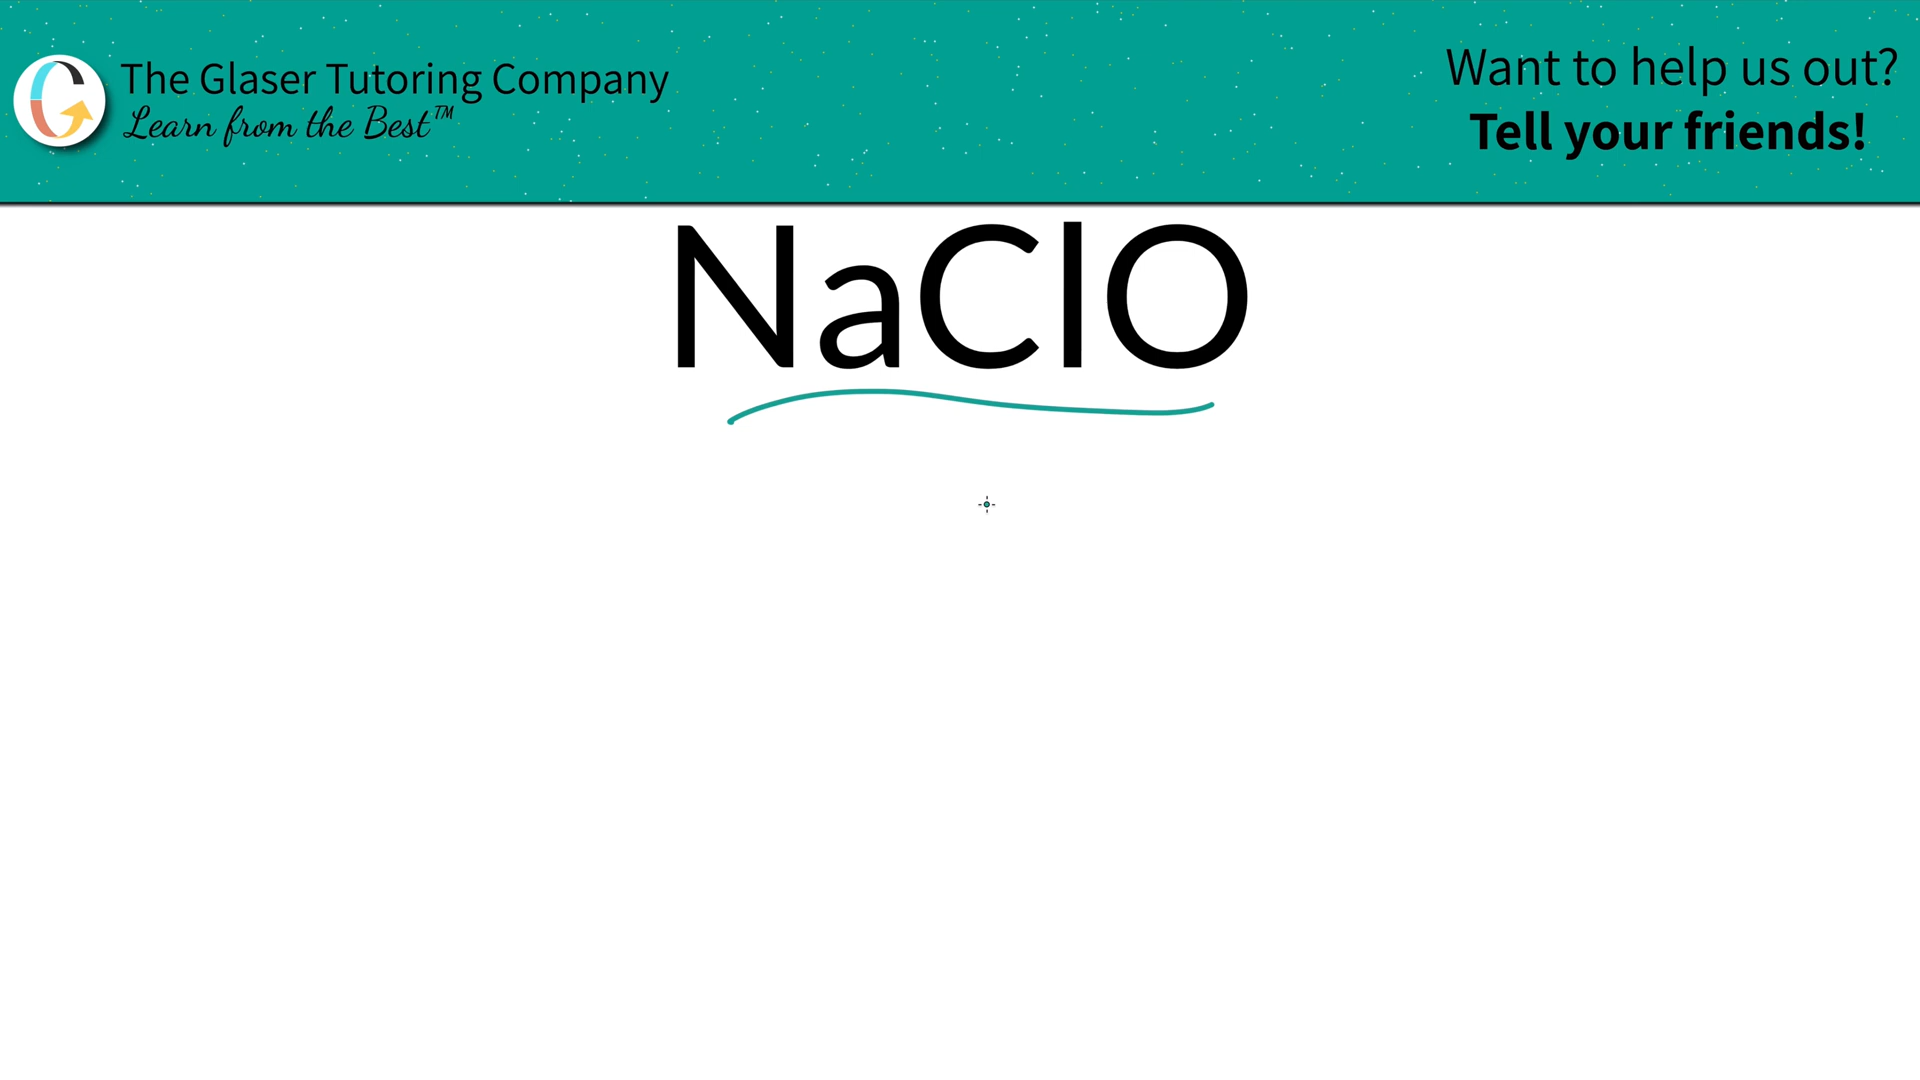 The Glaser Tutoring Company
Learn from the Best™
Want to help us out?
Tell your friends!
NaClO